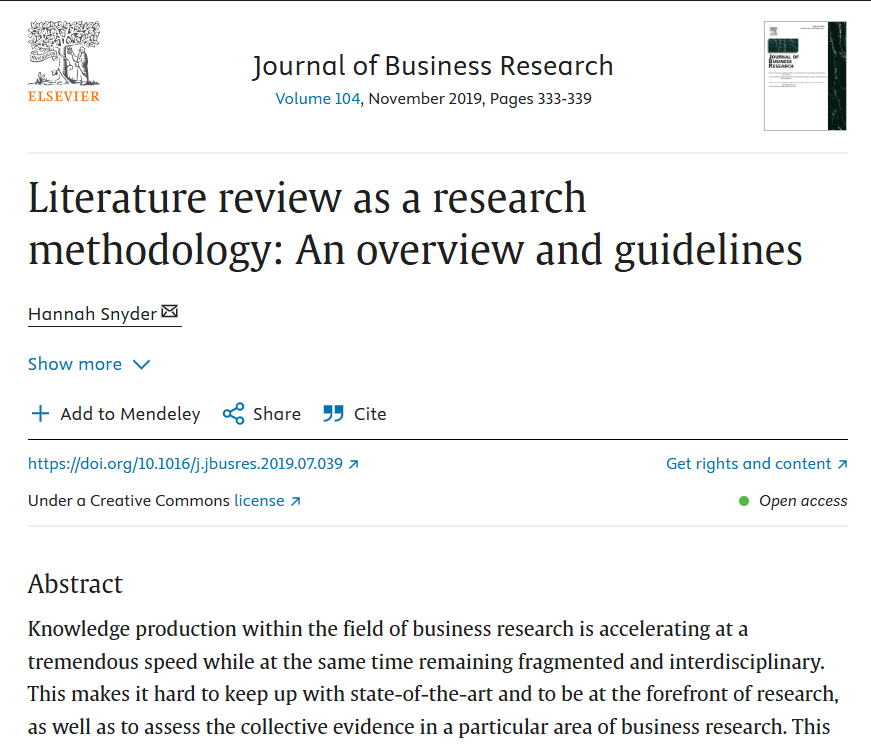 ELSEVIER
Journal of Business Research
Volume 104, November 2019, Pages 333-339
JOURNAL OF
BUSINESS
RESEARCH
Literature review as a research
methodology: An overview and guidelines
Hannah Snyder
Show more
Add to Mendeley Share Cite
https://doi.org/10.1016/j.jbusres.2019.07.039 Get rights and content
Under a Creative Commons license Open access
Abstract
Knowledge production within the field of business research is accelerating at a
tremendous speed while at the same time remaining fragmented and interdisciplinary.
This makes it hard to keep up with state-of-the-art and to be at the forefront of research,
as well as to assess the collective evidence in a particular area of business research. This